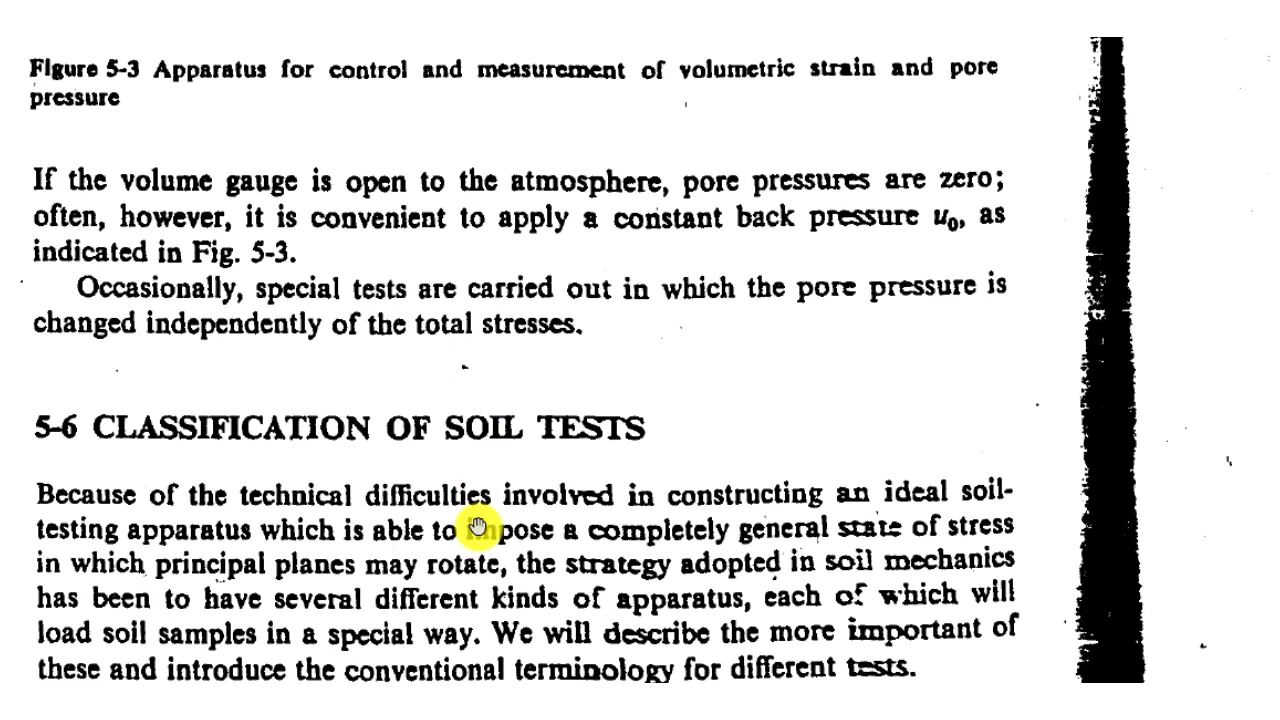 Figure 5-3 Apparatus for control and measurement of volumetric strain and pore
pressure
If the volume gauge is open to the atmosphere, pore pressures are zero;
often, however, it is convenient to apply a constant back pressure u₀, as
indicated in Fig. 5-3.
Occasionally, special tests are carried out in which the pore pressure is
changed independently of the total stresses.
5-6 CLASSIFICATION OF SOIL TESTS
Because of the technical difficulties involved in constructing an ideal soil-
testing apparatus which is able to impose a completely general state of stress
in which principal planes may rotate, the strategy adopted in soil mechanics
has been to have several different kinds of apparatus, each of which will
load soil samples in a special way. We will describe the more important of
these and introduce the conventional terminology for different tests.